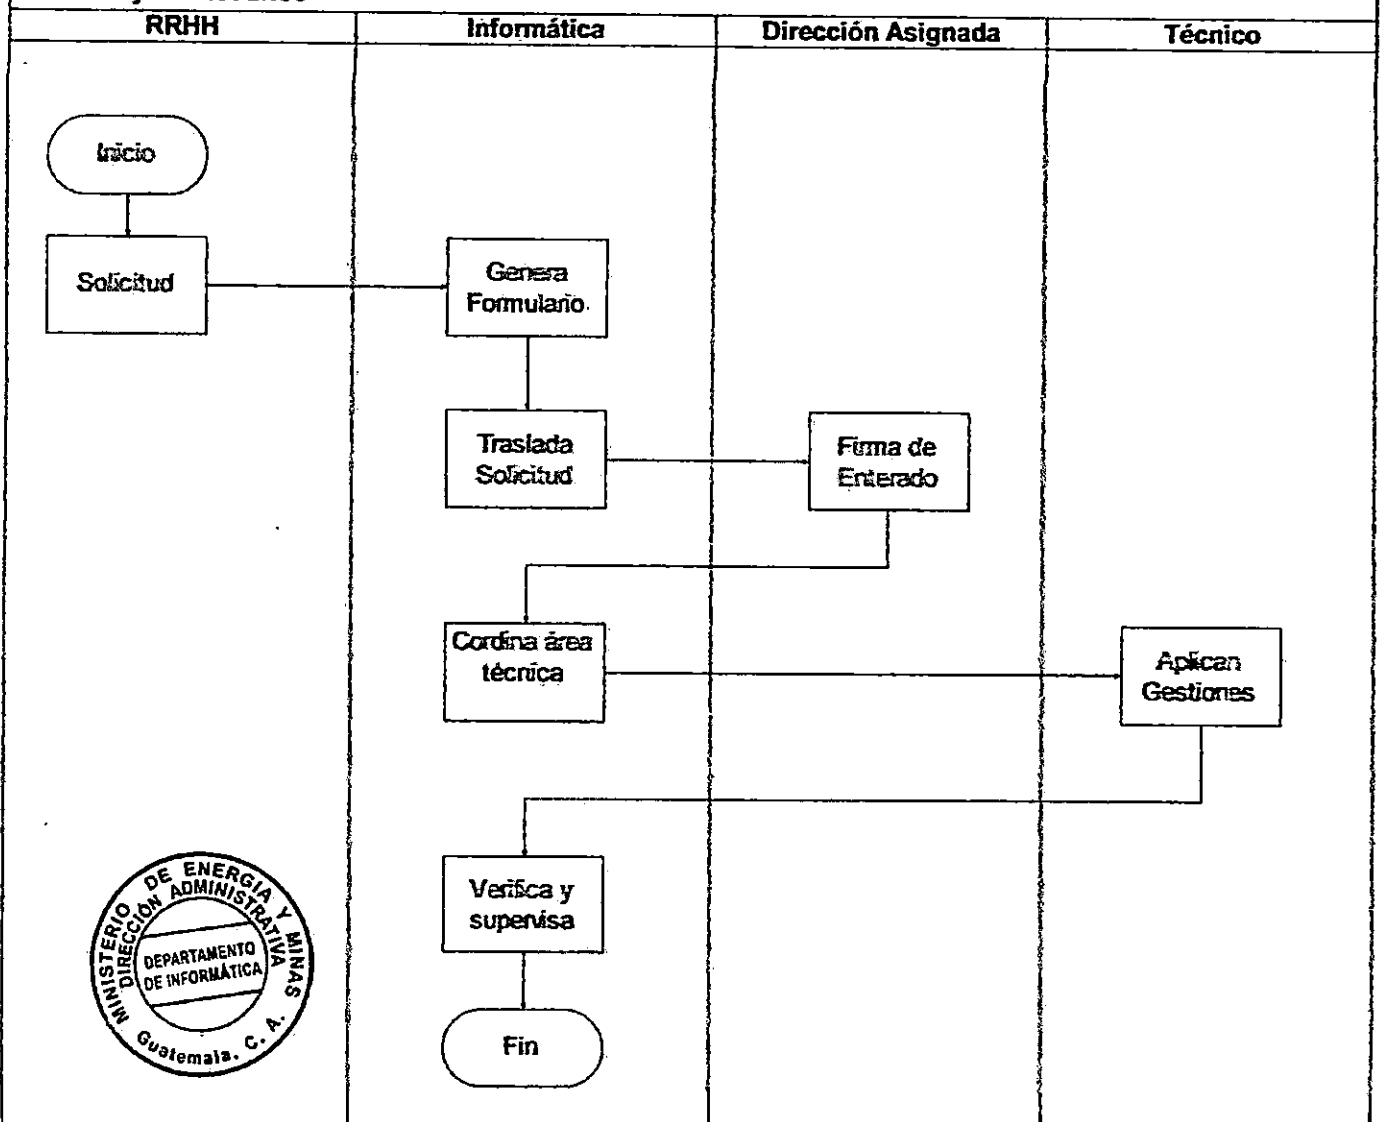 RRHH
Informática
Dirección Asignada
Técnico
Inicio
Solicitud
Genera
Formulario
Traslada
Solicitud
Firma de
Enterado
Cordina área
técnica
Aplican
Gestiones
Verifica y
supervisa
Fin
MINISTERIO DE ENERGIA Y MINAS
DIRECCIÓN ADMINISTRATIVA
DEPARTAMENTO
DE INFORMÁTICA
Guatemala, C. A.